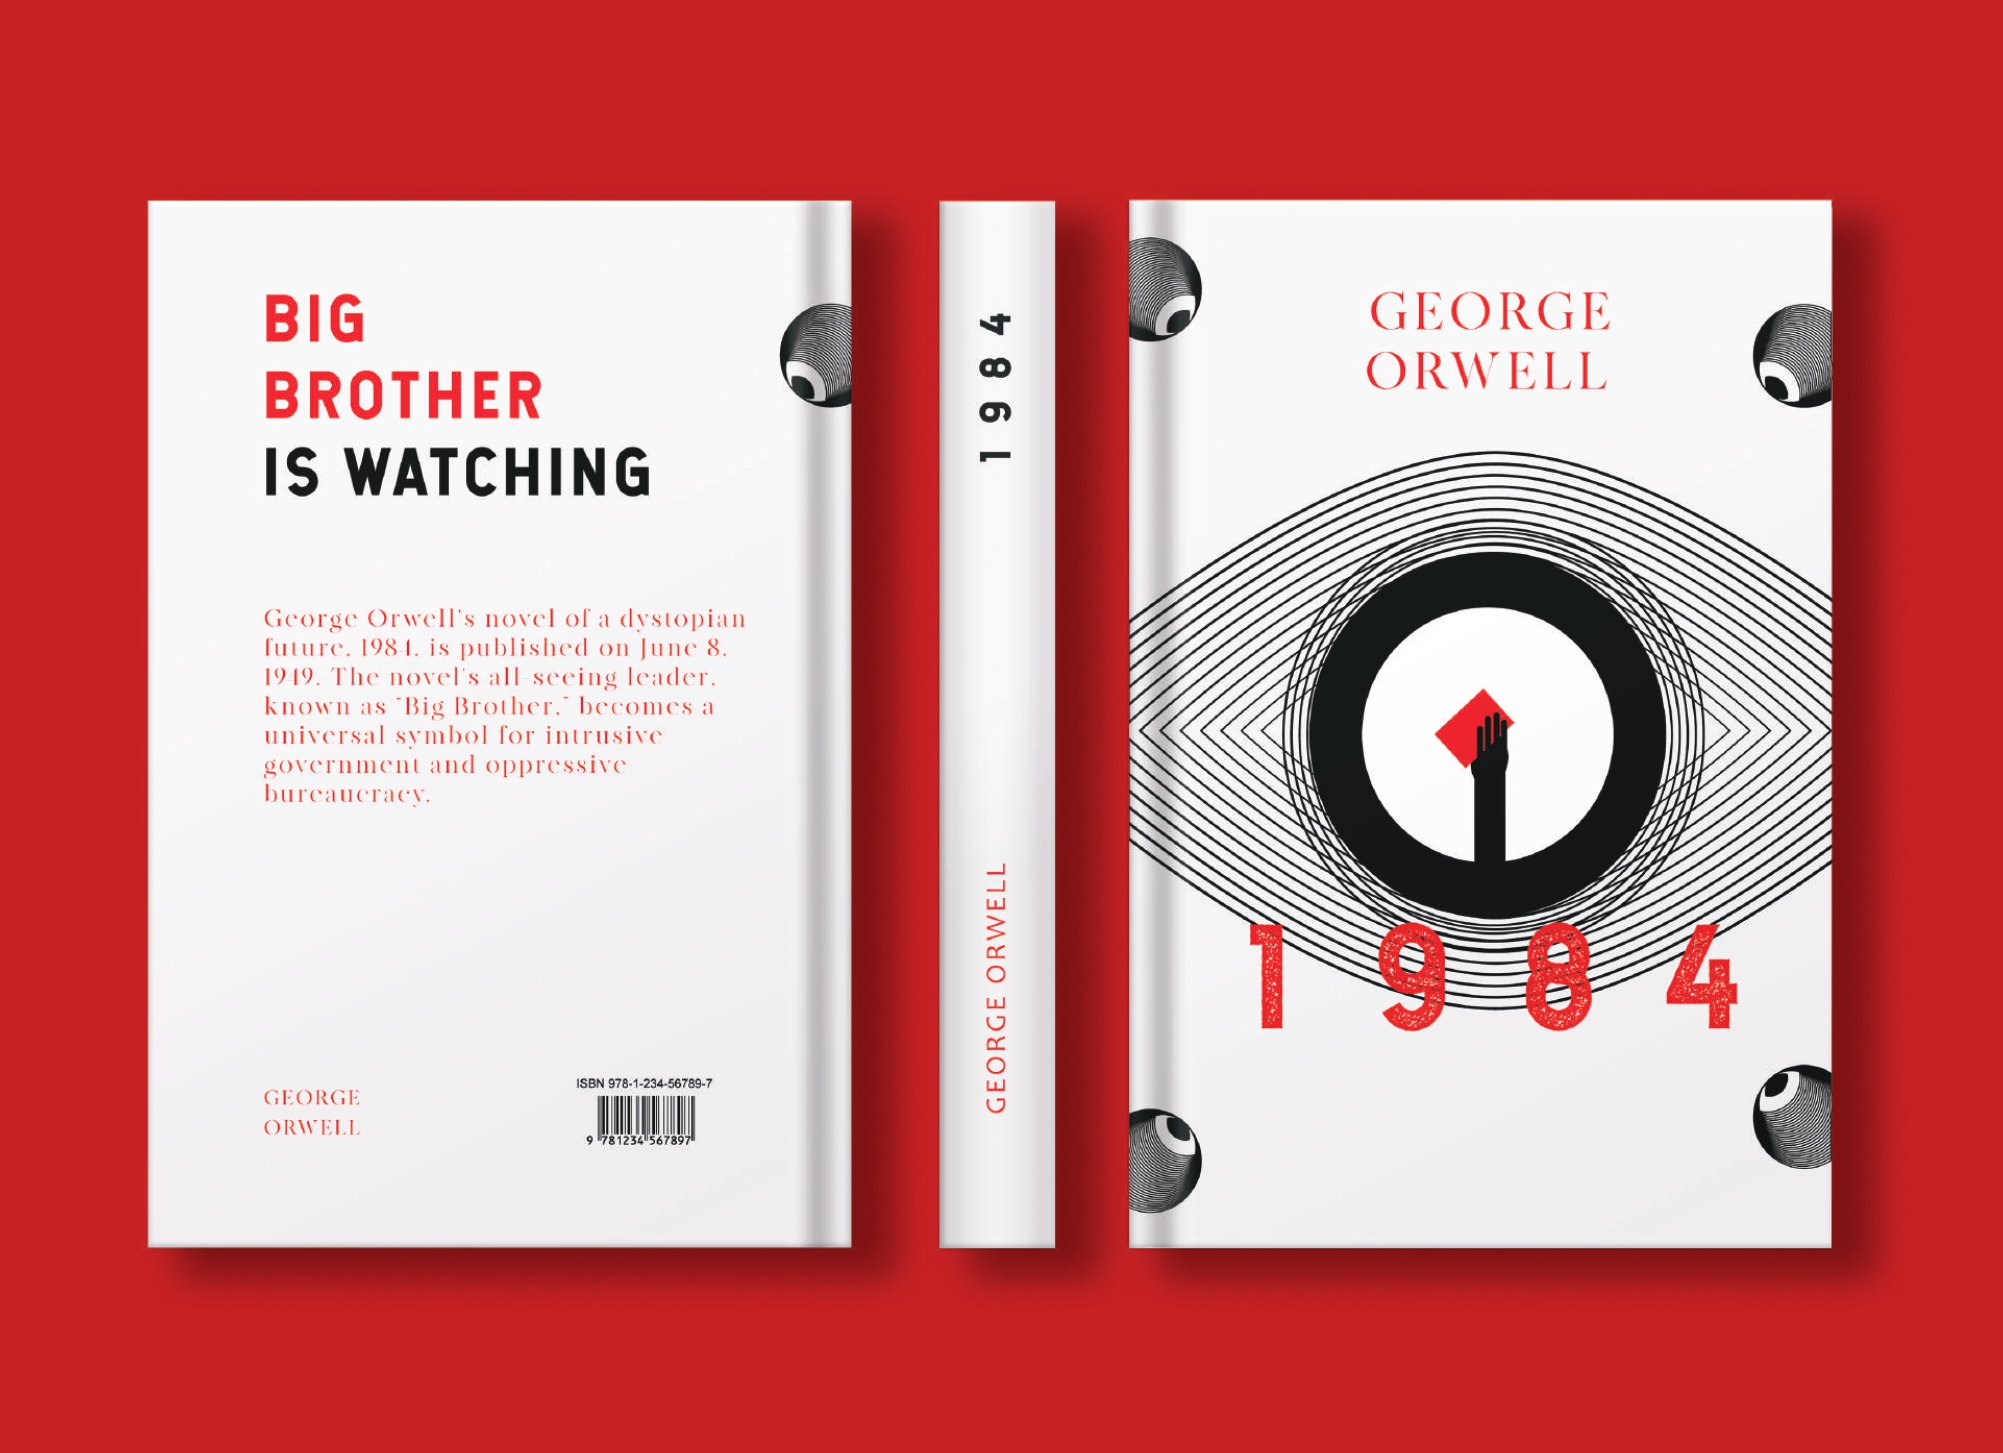 BIG
BROTHER
IS WATCHING
George Orwell's novel of a dystopian
future, 1984, is published on June 8,
1949. The novel's all-seeing leader,
known as "Big Brother," becomes a
universal symbol for intrusive
government and oppressive
bureaucracy.
GEORGE
ORWELL
ISBN 978-1-234-56789-7
9 781234 567897
1984
GEORGE ORWELL
GEORGE
ORWELL
1984